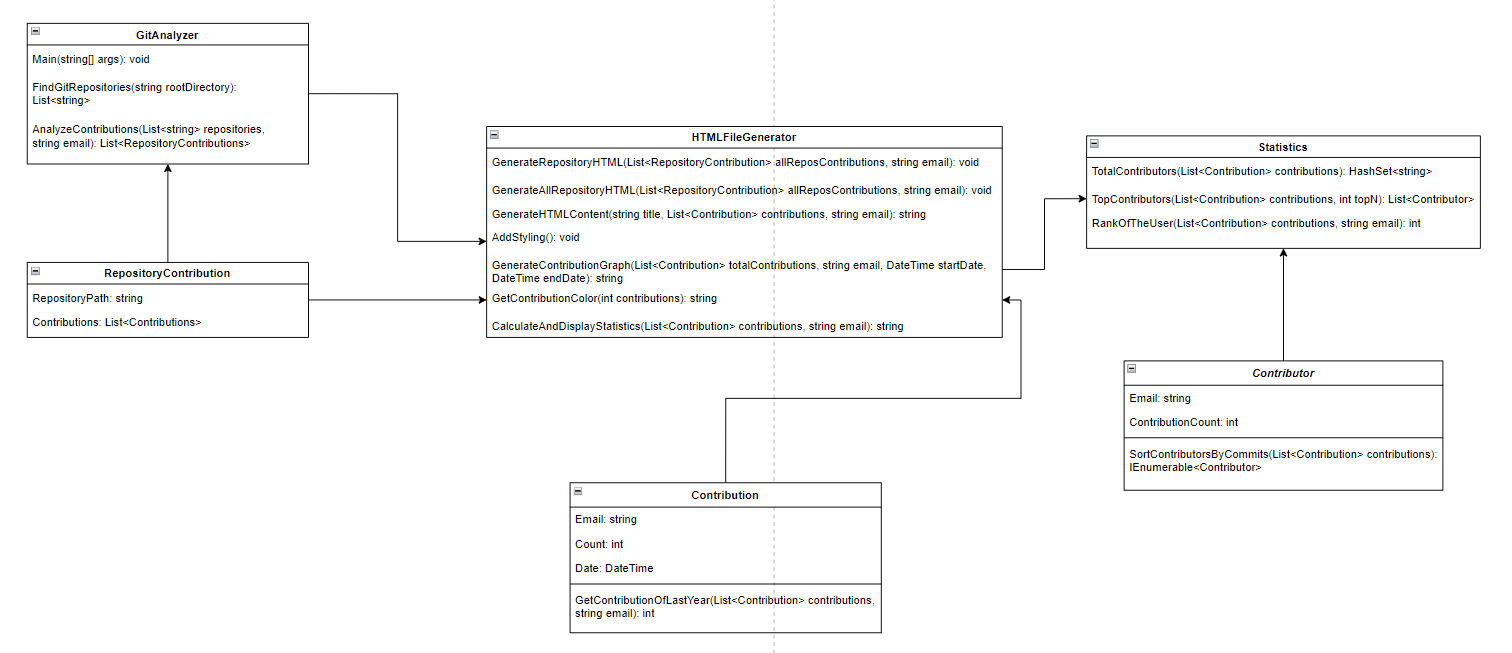 GitAnalyzer
Main(string[] args): void
FindGitRepositories(string rootDirectory):
List<string>
AnalyzeContributions(List<string> repositories,
string email): List<RepositoryContributions>
RepositoryContribution
RepositoryPath: string
Contributions: List<Contributions>
HTMLFileGenerator
GenerateRepositoryHTML(List<RepositoryContribution> allReposContributions, string email): void
GenerateAllRepositoryHTML(List<RepositoryContribution> allReposContributions, string email): void
GenerateHTMLContent(string title, List<Contribution> contributions, string email): string
AddStyling(): void
GenerateContributionGraph(List<Contribution> totalContributions, string email, DateTime startDate,
DateTime endDate): string
GetContributionColor(int contributions): string
CalculateAndDisplayStatistics(List<Contribution> contributions, string email): string
Statistics
TotalContributors(List<Contribution> contributions): HashSet<string>
TopContributors(List<Contribution> contributions, int topN): List<Contributor>
RankOfTheUser(List<Contribution> contributions, string email): int
Contributor
Email: string
ContributionCount: int
SortContributorsByCommits(List<Contribution> contributions):
IEnumerable<Contributor>
Contribution
Email: string
Count: int
Date: DateTime
GetContributionOfLastYear(List<Contribution> contributions,
string email): int